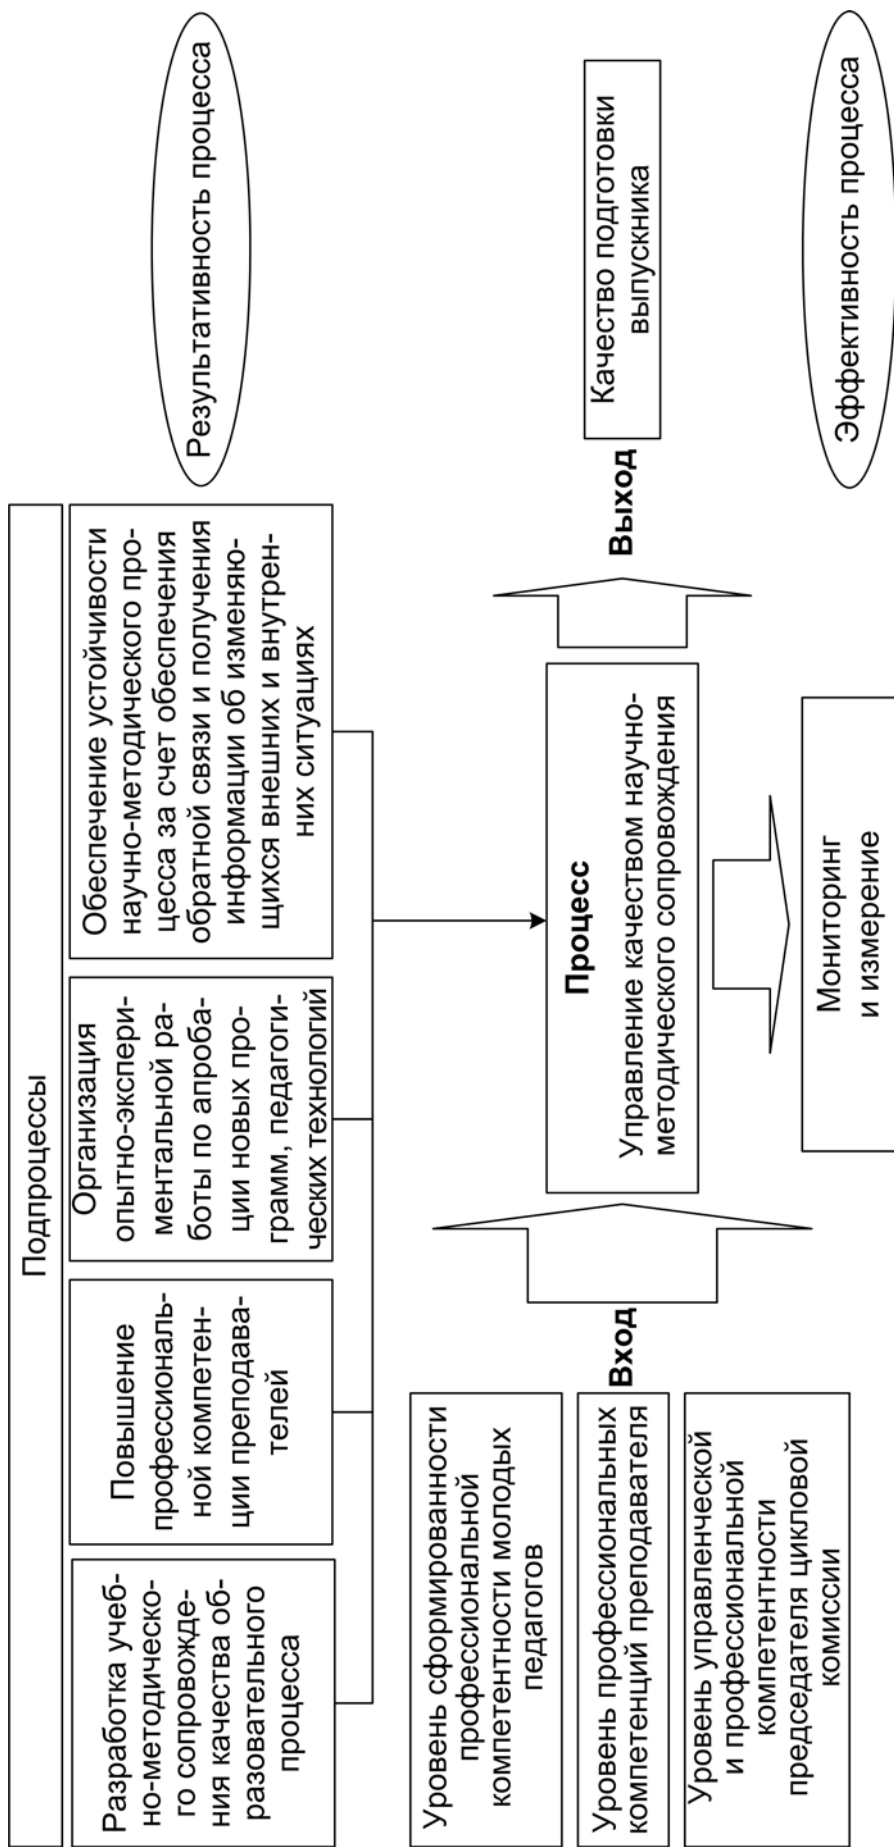 Подпроцессы
Разработка учеб-
но-методическо-
го сопровожде-
ния качества об-
разовательного
процесса
Повышение
профессиональ-
ной компетен-
ции преподава-
телей
Организация
опытно-экспери-
ментальной ра-
боты по апроба-
ции новых про-
грамм, педагоги-
ческих технологий
Обеспечение устойчивости
научно-методического про-
цесса за счет обеспечения
обратной связи и получения
информации об изменяю-
щихся внешних и внутрен-
них ситуациях
Результативность процесса
Уровень сформированности
профессиональной
компетентности молодых
педагогов
Уровень профессиональных
компетенций преподавателя
Уровень управленческой
и профессиональной
компетентности
председателя цикловой
комиссии
Вход
Процесс
Управление качеством научно-
методического сопровождения
Выход
Качество подготовки
выпускника
Мониторинг
и измерение
Эффективность процесса